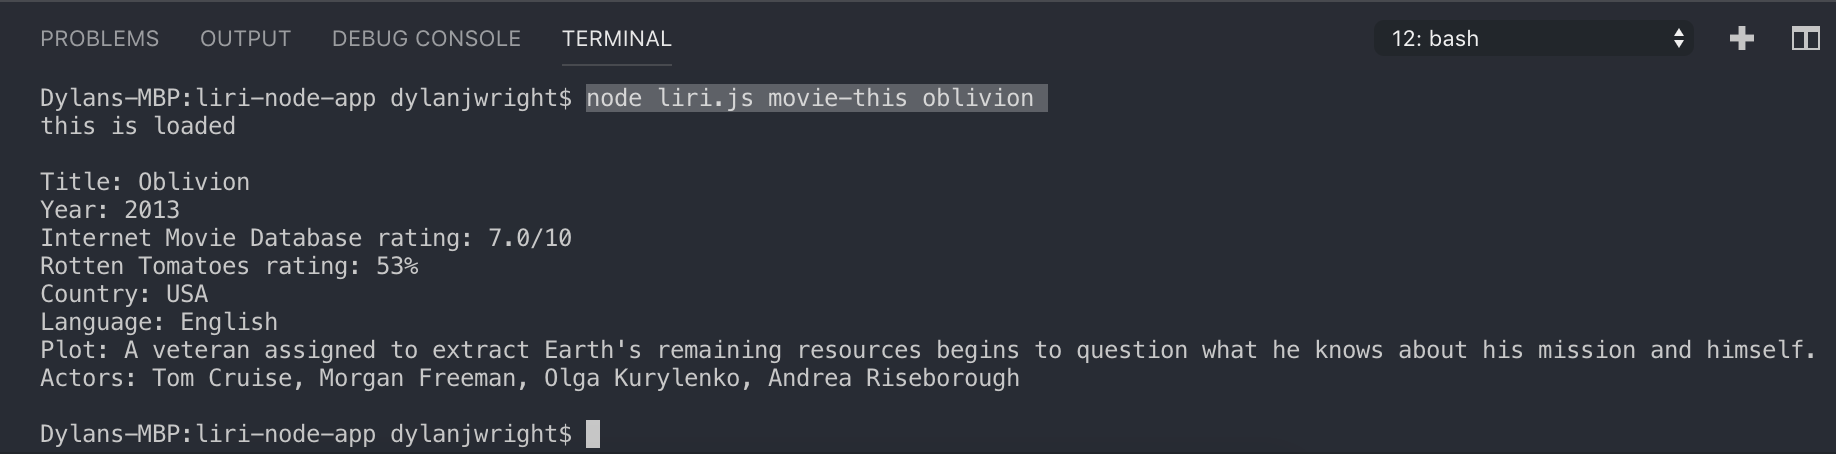 PROBLEMS OUTPUT DEBUG CONSOLE TERMINAL 12: bash
Dylans-MBP:liri-node-app dylanjwright$ node liri.js movie-this oblivion
this is loaded
Title: Oblivion
Year: 2013
Internet Movie Database rating: 7.0/10
Rotten Tomatoes rating: 53%
Country: USA
Language: English
Plot: A veteran assigned to extract Earth's remaining resources begins to question what he knows about his mission and himself.
Actors: Tom Cruise, Morgan Freeman, Olga Kurylenko, Andrea Riseborough
Dylans-MBP:liri-node-app dylanjwright$